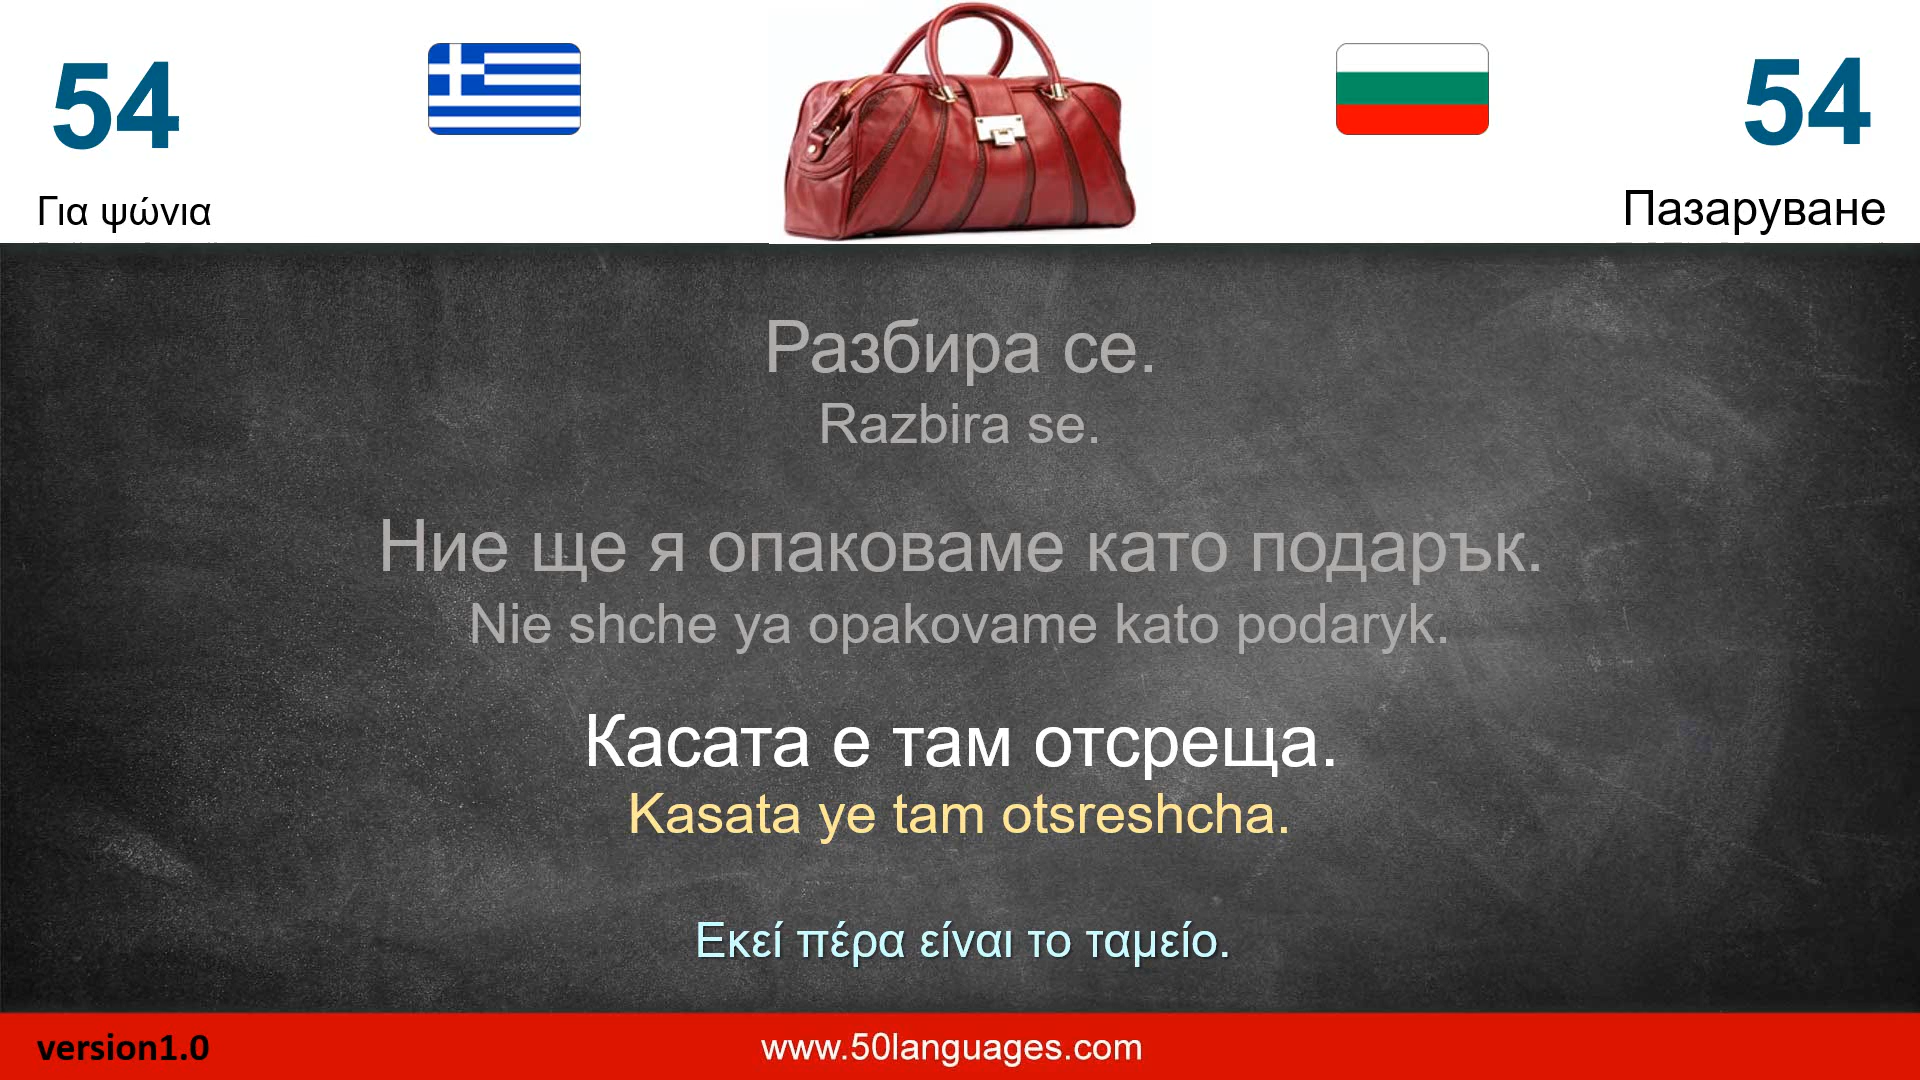 54
54
Για ψώνια
Пазаруване
Разбира се.
Razbira se.
Ние ще я опаковаме като подарък.
Nie shche ya opakovame kato podaryk.
Касата е там отсреща.
Kasata ye tam otsreshcha.
Εκεί πέρα είναι το ταμείο.
version1.0
www.50languages.com